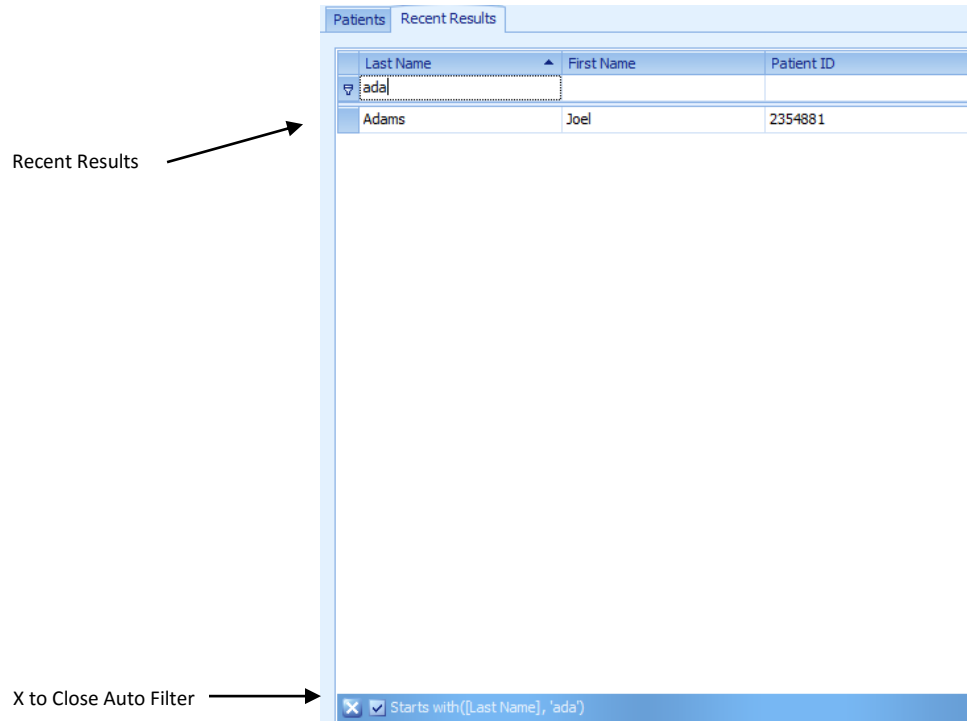 Patients Recent Results
Last Name First Name Patient ID
ada
Adams Joel 2354881
Recent Results
X to Close Auto Filter
Starts with([Last Name], 'ada')